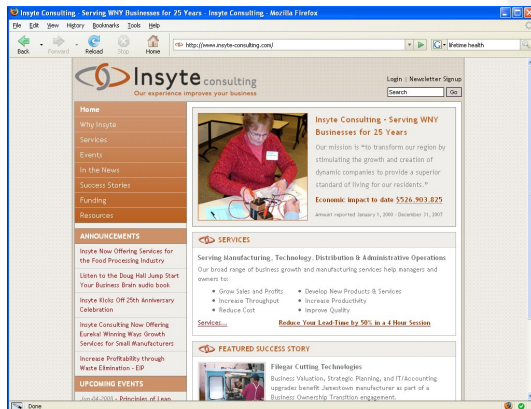 Insyte Consulting - Serving WNY Businesses for 25 Years - Insyte Consulting - Mozilla Firefox
File Edit View History Bookmarks Tools Help
Back Forward Reload Stop Home http://www.insyte-consulting.com/ G lifetime health
Insyte consulting
Our experience improves your business
Login | Newsletter Signup
Search Go
Home
Why Insyte
Services
Events
In the News
Success Stories
Funding
Resources
ANNOUNCEMENTS
Insyte Now Offering Services for
the Food Processing Industry
Listen to the Doug Hall Jump Start
Your Business Brain audio book
Insyte Kicks Off 25th Anniversary
Celebration
Insyte Consulting Now Offering
Eureka! Winning Ways Growth
Services for Small Manufacturers
Increase Profitability through
Waste Elimination - EIP
UPCOMING EVENTS
Jan-04-2008 - Principles of Lean
Insyte Consulting - Serving WNY
Businesses for 25 Years
Our mission is "to transform our region by
stimulating the growth and creation of
dynamic companies to provide a superior
standard of living for our residents."
Economic impact to date $526,903,825
Amount reported January 1, 2000 - December 31, 2007
SERVICES
Serving Manufacturing, Technology, Distribution & Administrative Operations
Our broad range of business growth and manufacturing services help managers and
owners to:
• Grow Sales and Profits • Develop New Products & Services
• Increase Throughput • Increase Productivity
• Reduce Cost • Improve Quality
Services... Reduce Your Lead-Time by 50% in a 4 Hour Session
FEATURED SUCCESS STORY
Filegar Cutting Technologies
Business Valuation, Strategic Planning, and IT/Accounting
upgrades benefit Jamestown manufacturer as part of a
Business Ownership Transition engagement.
Done